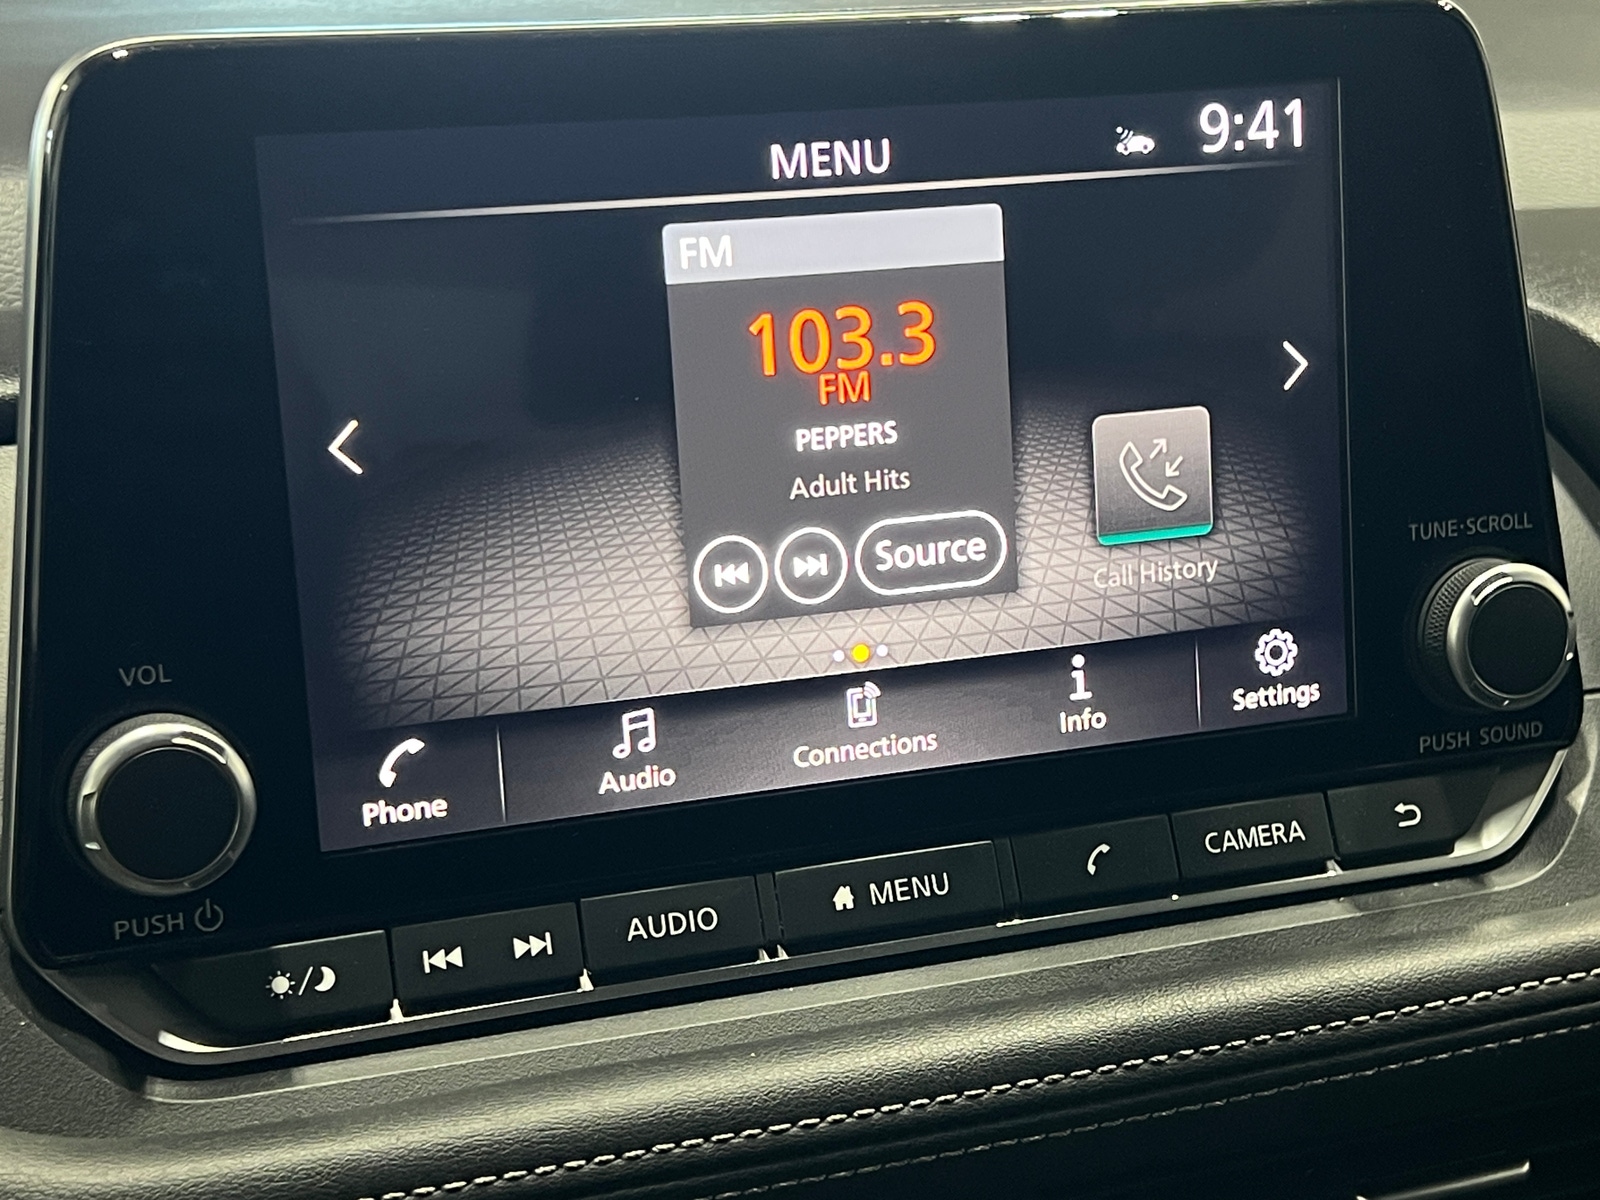 MENU
9:41
FM
103.3
FM
PEPPERS
Adult Hits
Source
Call History
Phone
Audio
Connections
Info
Settings
VOL
PUSH
TUNE·SCROLL
PUSH SOUND
AUDIO
MENU
CAMERA